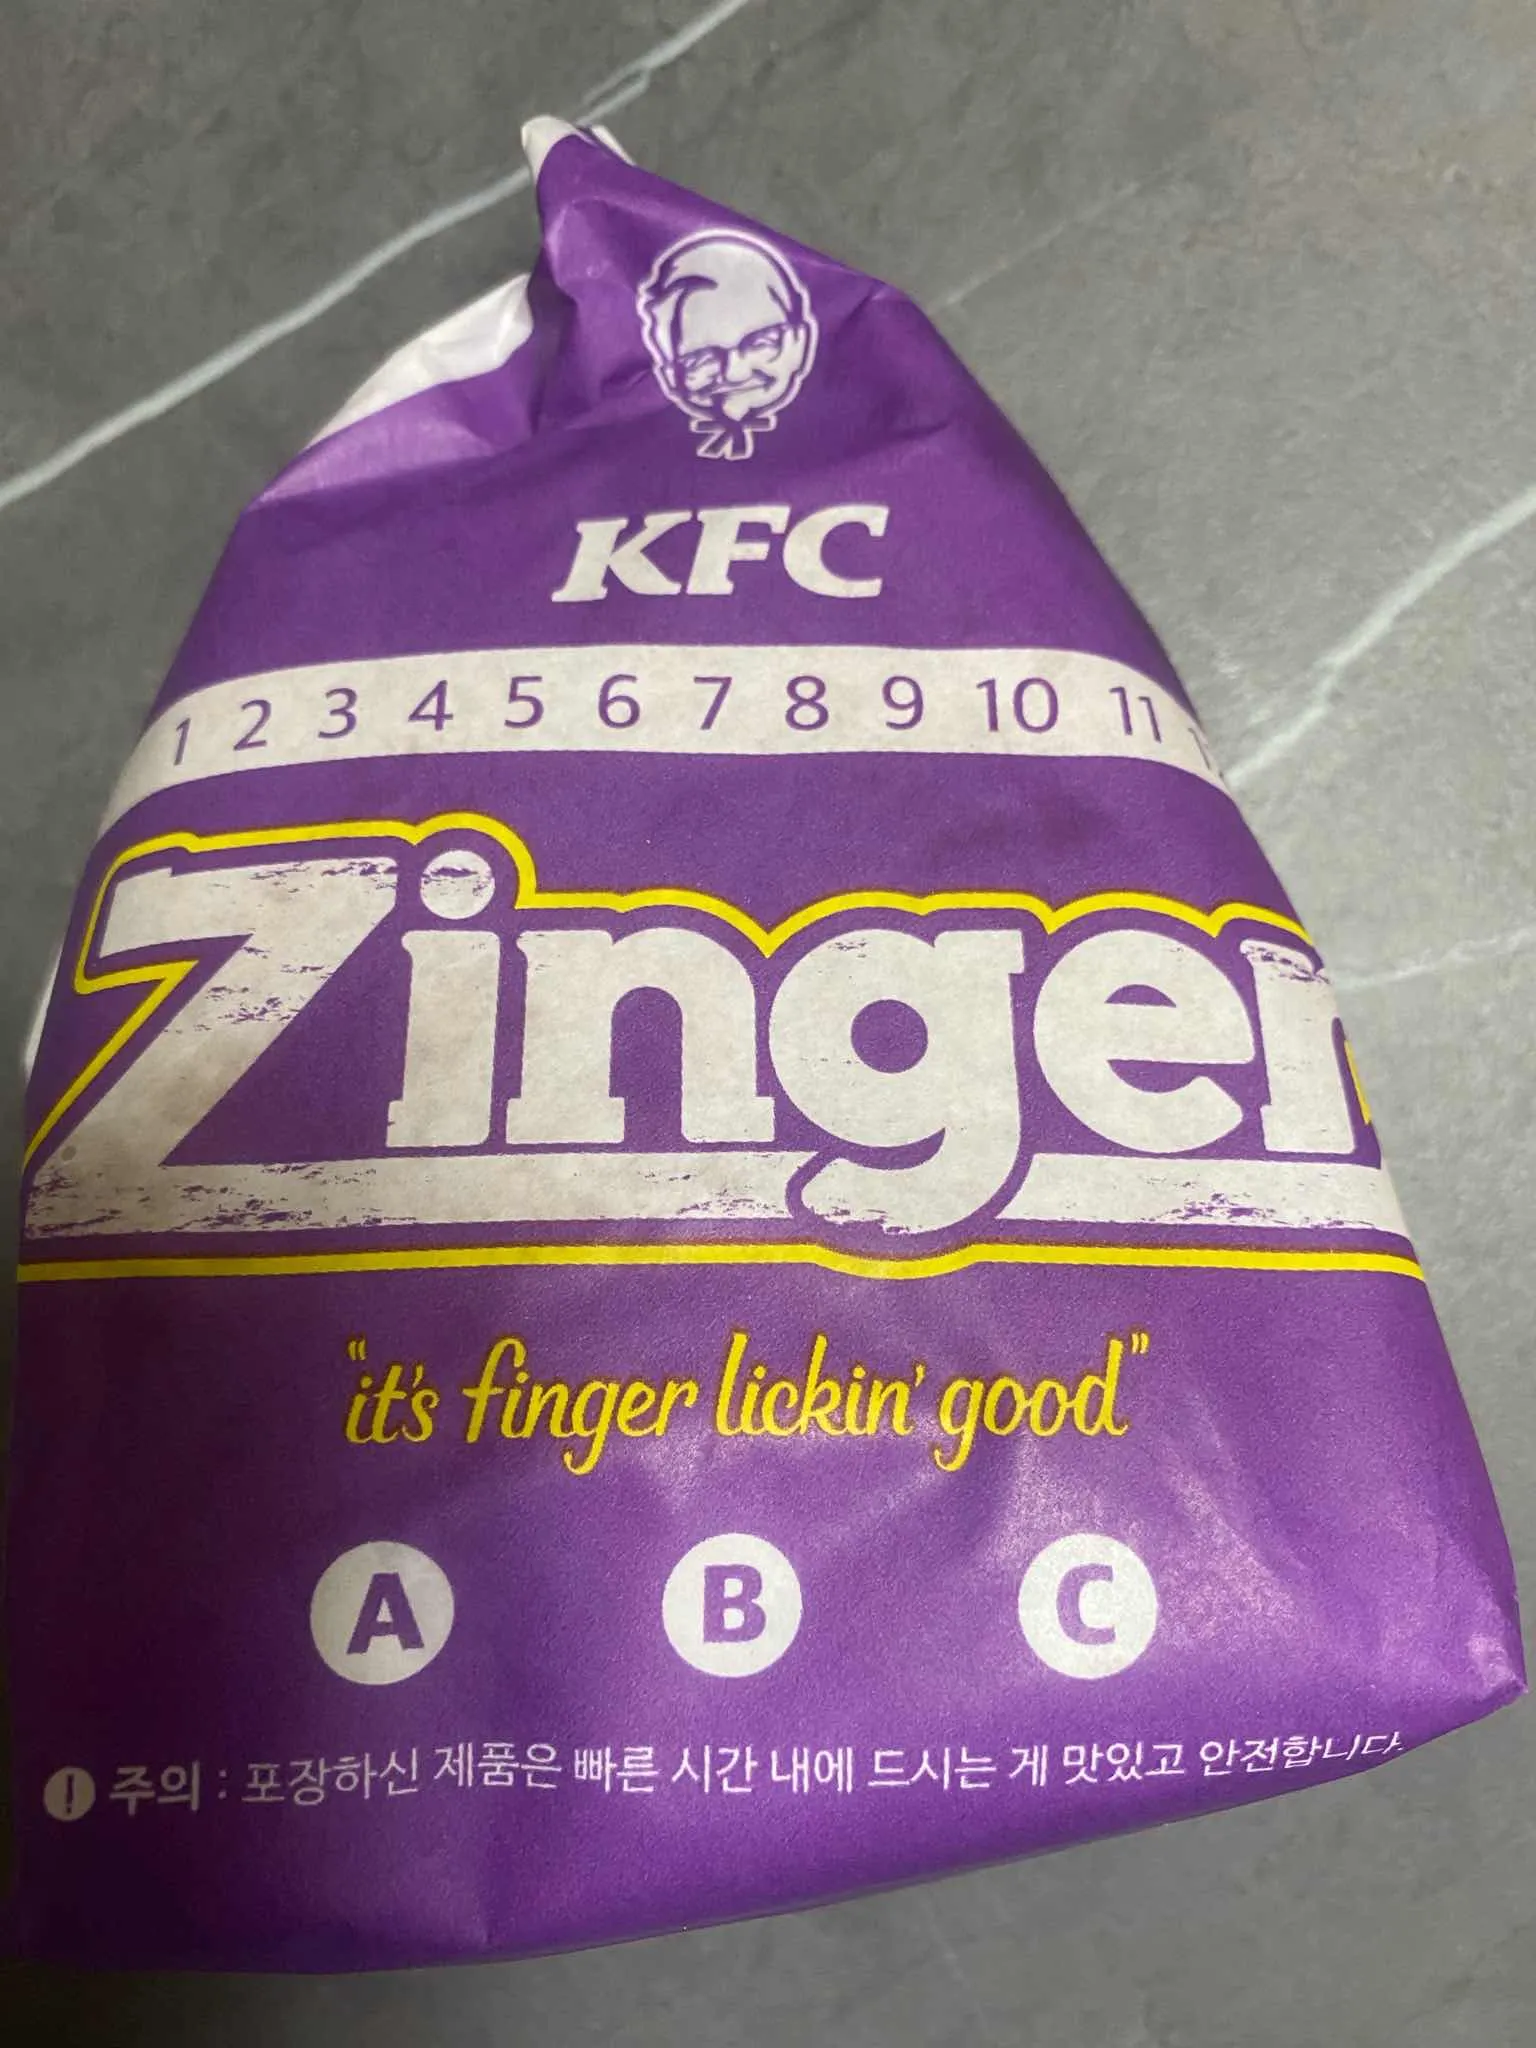 KFC
1 2 3 4 5 6 7 8 9 10 11
Zinger
"it's finger lickin' good"
A B C
! 주의 : 포장하신 제품은 빠른 시간 내에 드시는 게 맛있고 안전합니다.